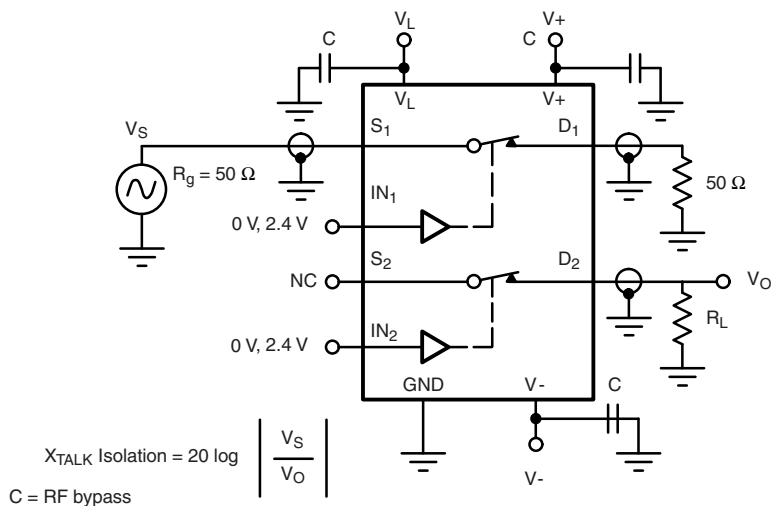 V_L
V+
C
C
V_L
V+
V_S
S_1
D_1
R_g = 50 Ω
50 Ω
IN_1
0 V, 2.4 V
S_2
D_2
NC
V_O
R_L
IN_2
0 V, 2.4 V
GND
V-
C
X_TALK Isolation = 20 log | V_S / V_O |
V-
C = RF bypass